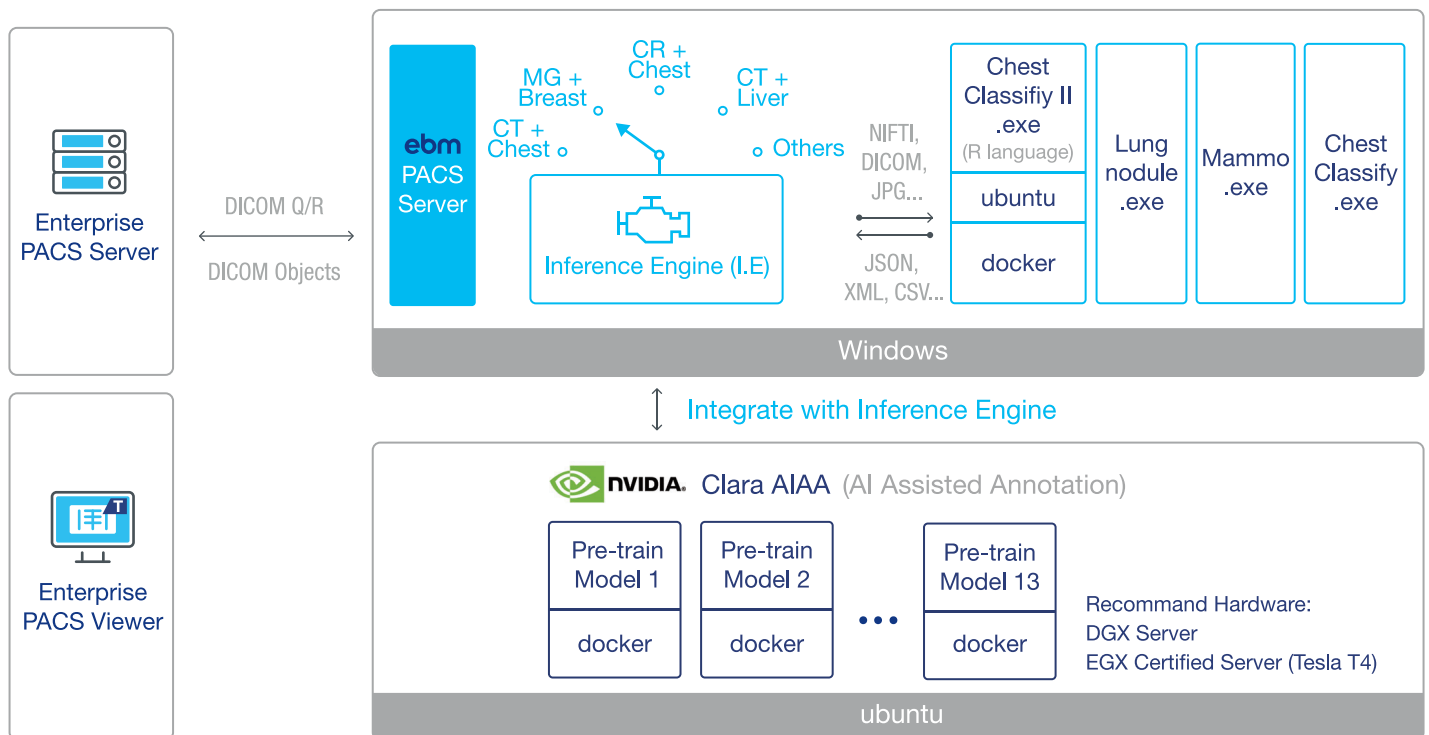 Enterprise
PACS Server
DICOM Q/R
DICOM Objects
ebm
PACS
Server
CT +
Chest
MG +
Breast
CR +
Chest
CT +
Liver
Others
Inference Engine (I.E)
NIFTI,
DICOM,
JPG...
JSON,
XML, CSV...
Chest
Classifiy II
.exe
(R language)
ubuntu
docker
Lung
nodule
.exe
Mammo
.exe
Chest
Classify
.exe
Windows
Integrate with Inference Engine
T
Enterprise
PACS Viewer
NVIDIA. Clara AIAA (AI Assisted Annotation)
Pre-train
Model 1
docker
Pre-train
Model 2
docker
...
Pre-train
Model 13
docker
Recommand Hardware:
DGX Server
EGX Certified Server (Tesla T4)
ubuntu